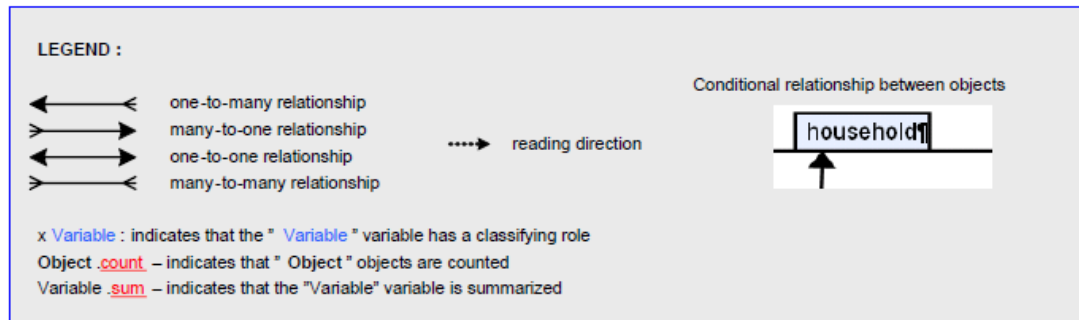 LEGEND :
one-to-many relationship
many-to-one relationship
one-to-one relationship
many-to-many relationship
reading direction
Conditional relationship between objects
household¶
x Variable : indicates that the " Variable " variable has a classifying role
Object .count – indicates that " Object " objects are counted
Variable .sum – indicates that the "Variable" variable is summarized